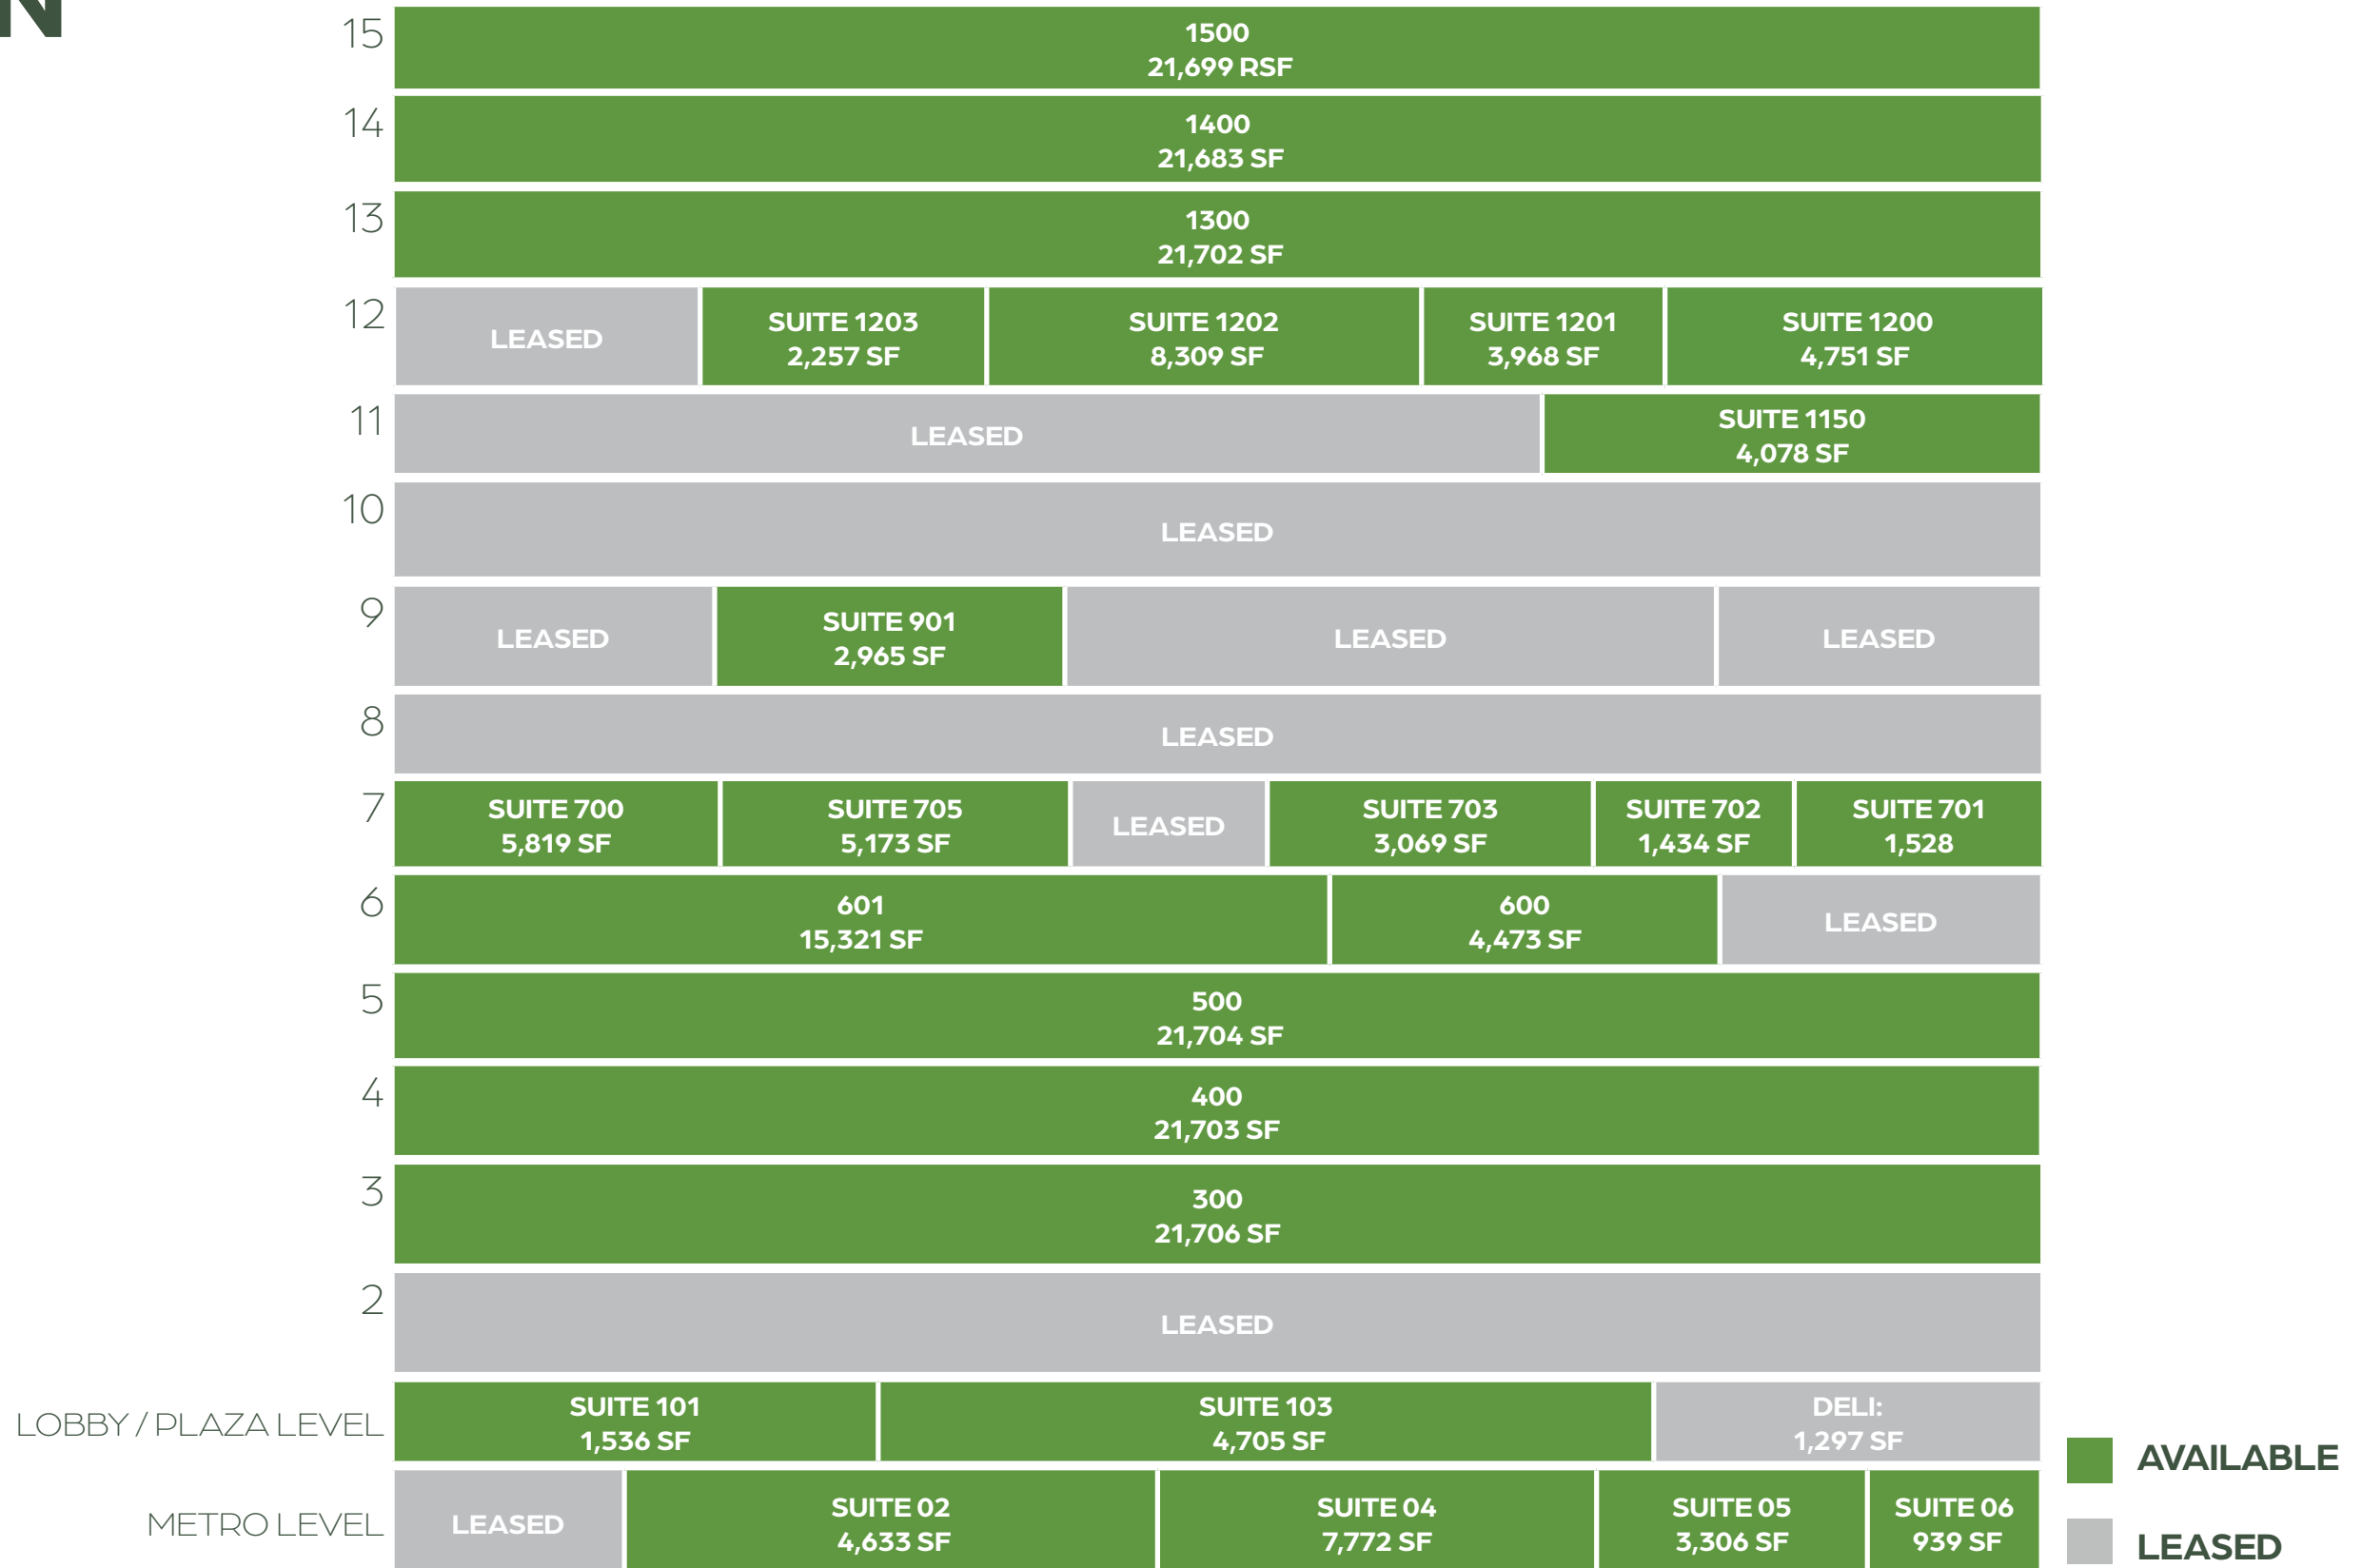 N
15
1500
21,699 RSF
14
1400
21,683 SF
13
1300
21,702 SF
12
LEASED
SUITE 1203
2,257 SF
SUITE 1202
8,309 SF
SUITE 1201
3,968 SF
SUITE 1200
4,751 SF
11
LEASED
SUITE 1150
4,078 SF
10
LEASED
9
LEASED
SUITE 901
2,965 SF
LEASED
LEASED
8
LEASED
7
SUITE 700
5,819 SF
SUITE 705
5,173 SF
LEASED
SUITE 703
3,069 SF
SUITE 702
1,434 SF
SUITE 701
1,528
6
601
15,321 SF
600
4,473 SF
LEASED
5
500
21,704 SF
4
400
21,703 SF
3
300
21,706 SF
2
LEASED
LOBBY / PLAZA LEVEL
SUITE 101
1,536 SF
SUITE 103
4,705 SF
DELI:
1,297 SF
METRO LEVEL
LEASED
SUITE 02
4,633 SF
SUITE 04
7,772 SF
SUITE 05
3,306 SF
SUITE 06
939 SF
AVAILABLE
LEASED